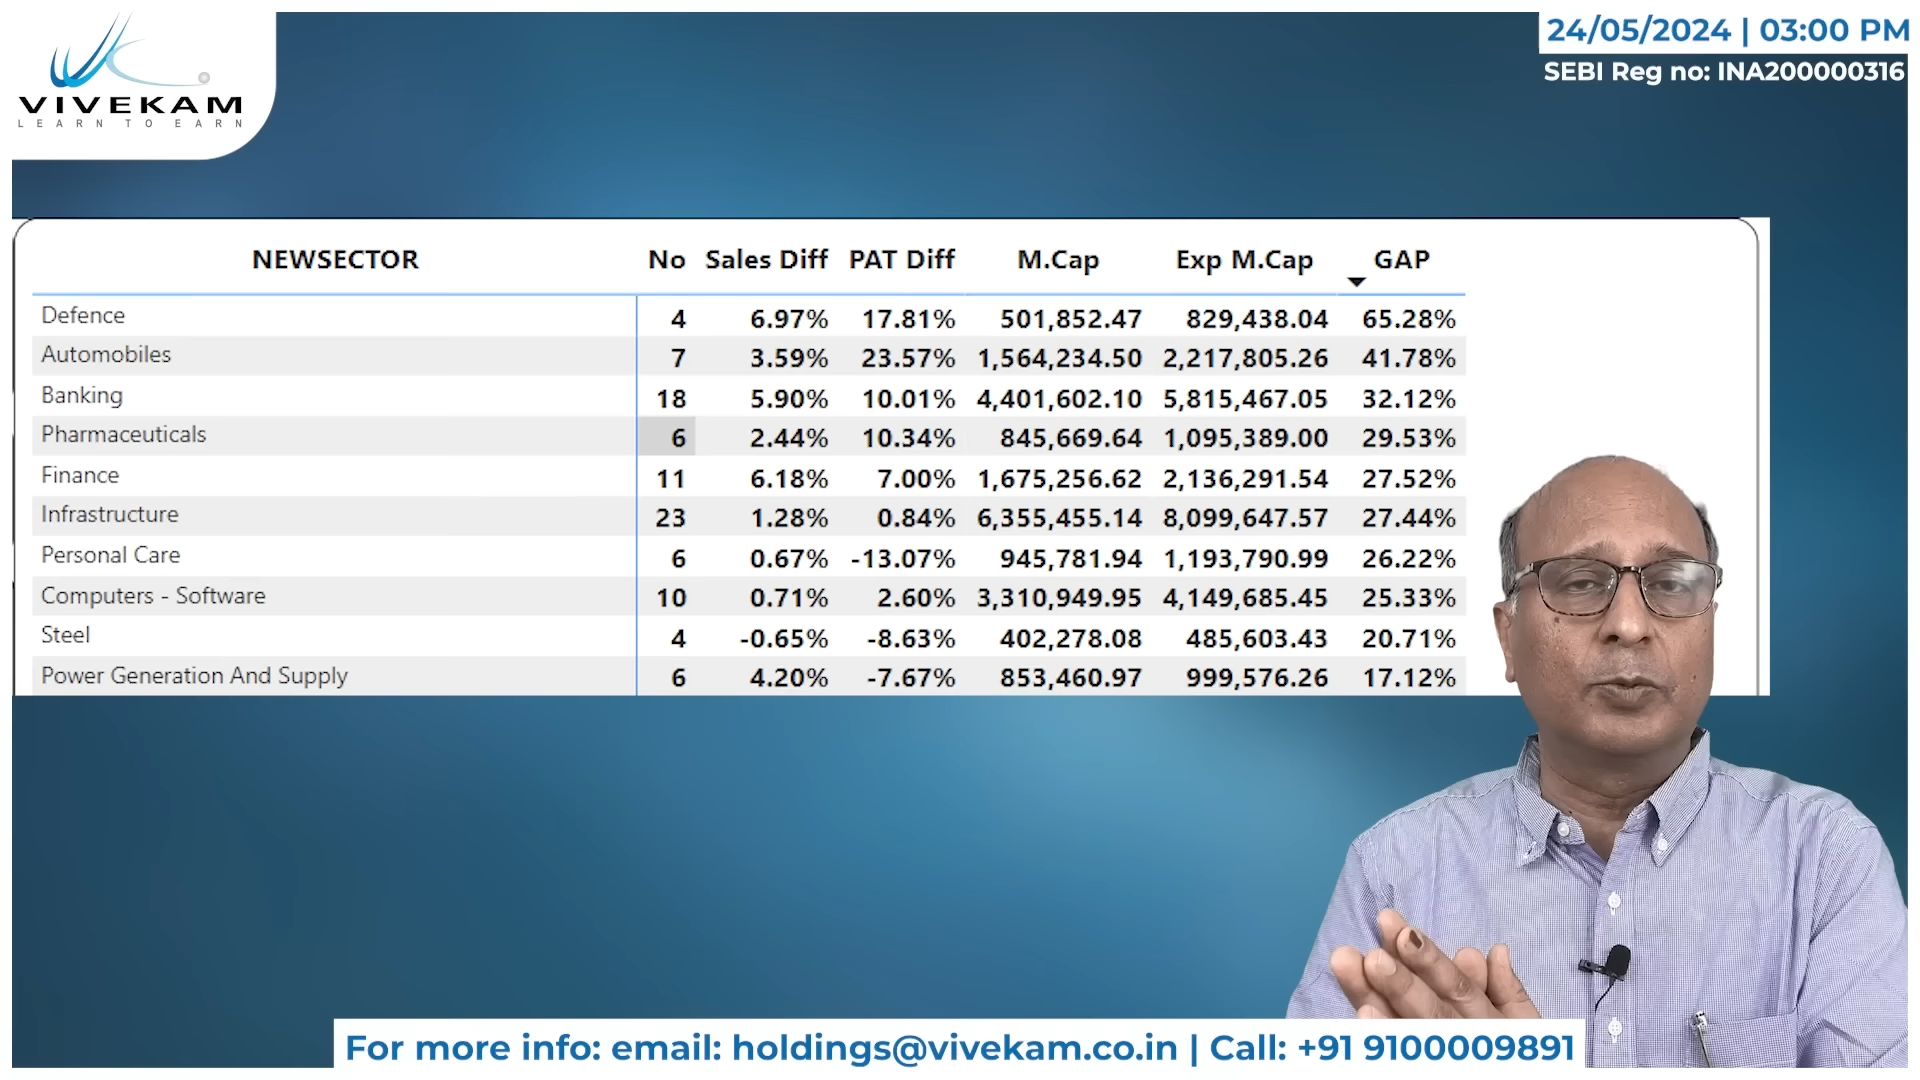 VIVEKAM
LEARN TO EARN
24/05/2024 | 03:00 PM
SEBI Reg no: INA200000316
NEWSECTOR No Sales Diff PAT Diff M.Cap Exp M.Cap GAP
Defence 4 6.97% 17.81% 501,852.47 829,438.04 65.28%
Automobiles 7 3.59% 23.57% 1,564,234.50 2,217,805.26 41.78%
Banking 18 5.90% 10.01% 4,401,602.10 5,815,467.05 32.12%
Pharmaceuticals 6 2.44% 10.34% 845,669.64 1,095,389.00 29.53%
Finance 11 6.18% 7.00% 1,675,256.62 2,136,291.54 27.52%
Infrastructure 23 1.28% 0.84% 6,355,455.14 8,099,647.57 27.44%
Personal Care 6 0.67% -13.07% 945,781.94 1,193,790.99 26.22%
Computers - Software 10 0.71% 2.60% 3,310,949.95 4,149,685.45 25.33%
Steel 4 -0.65% -8.63% 402,278.08 485,603.43 20.71%
Power Generation And Supply 6 4.20% -7.67% 853,460.97 999,576.26 17.12%
For more info: email: holdings@vivekam.co.in | Call: +91 9100009891